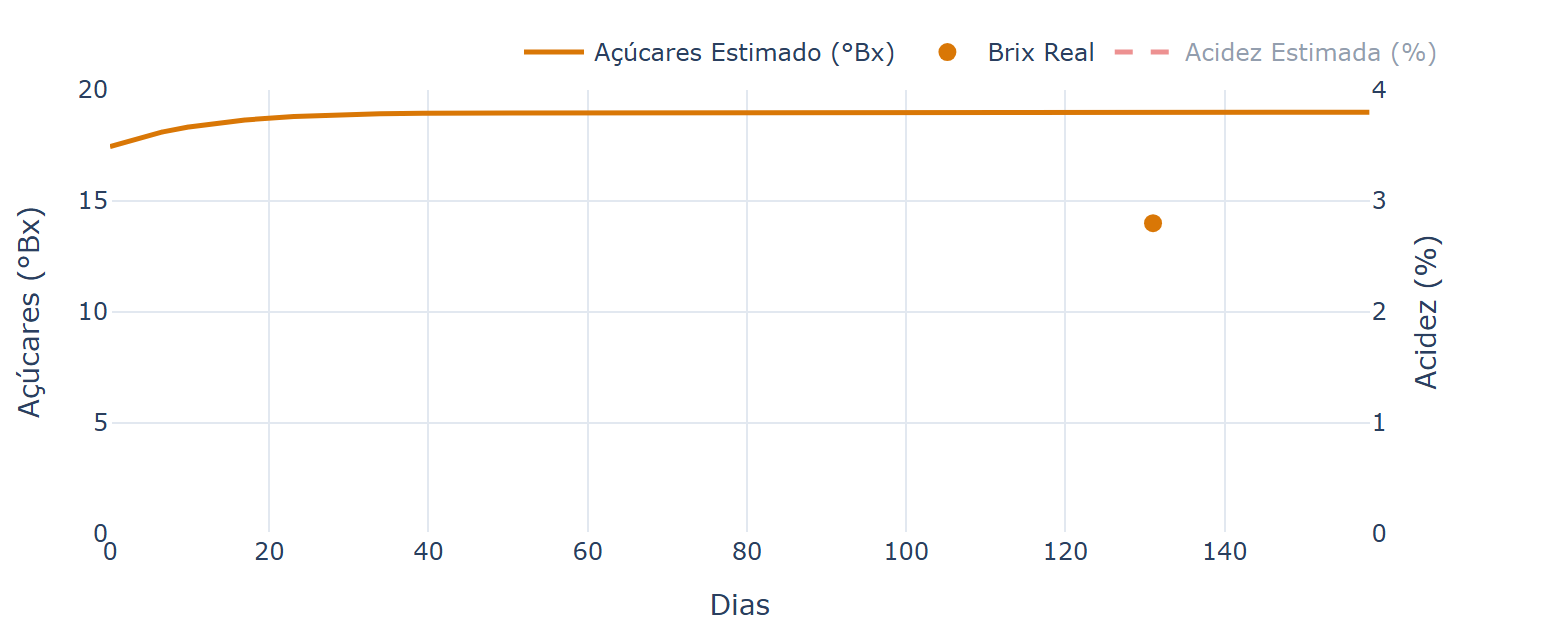 Açúcares Estimado (°Bx) Brix Real Acidez Estimada (%)
20 4
15 3
10 2
5 1
0 0
0 20 40 60 80 100 120 140
Dias
Açúcares (°Bx)
Acidez (%)